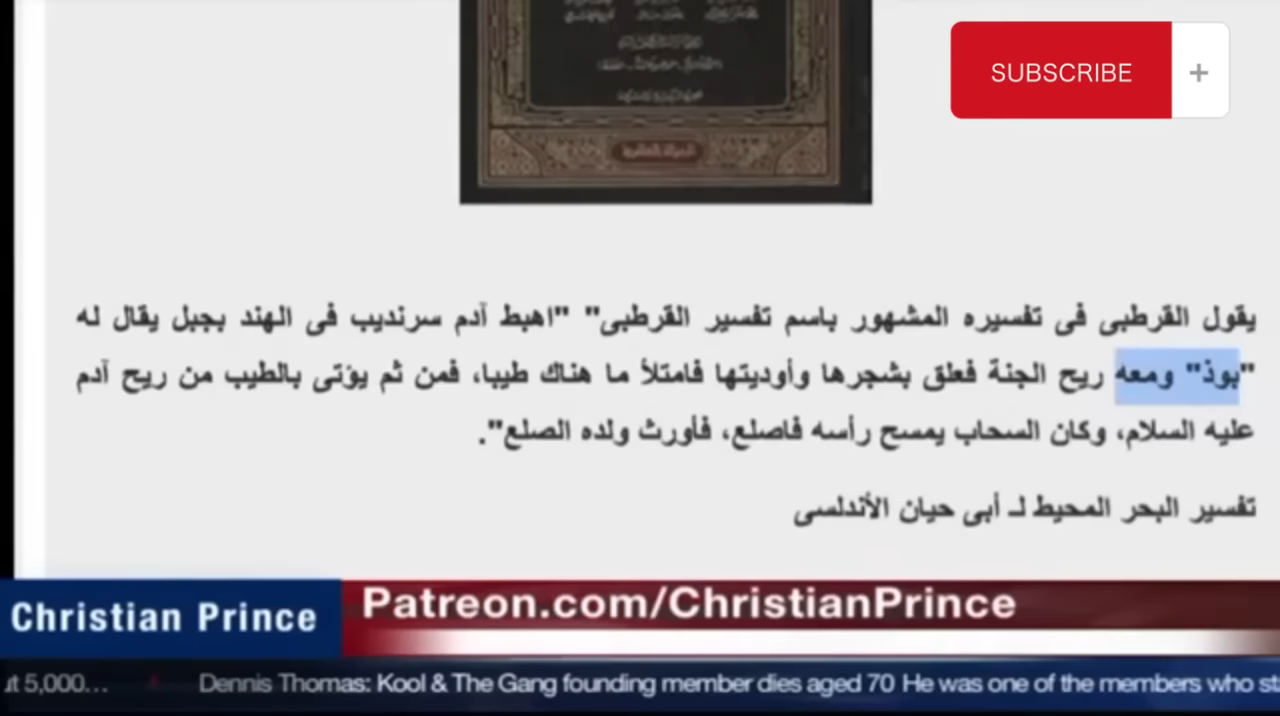 SUBSCRIBE +
يقول القرطبى فى تفسيره المشهور باسم تفسير القرطبى" "اهبط آدم سرنديب فى الهند بجبل يقال له
"بوذ" ومعه ريح الجنة فعلق بشجرها وأوديتها فامتلأ ما هناك طيبا، فمن ثم يؤتى بالطيب من ريح آدم
عليه السلام، وكان السحاب يمسح رأسه فاصلع، فأورث ولده الصلع".
تفسير البحر المحيط لـ أبى حيان الأندلسى
Christian Prince
Patreon.com/ChristianPrince
5,000... Dennis Thomas: Kool & The Gang founding member dies aged 70 He was one of the members who